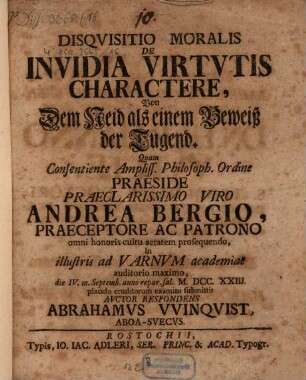 jo.
DISQVISITIO MORALIS
DE
INVIDIA VIRTVTIS
CHARACTERE,
Von
Dem Neid als einem Beweiß
der Tugend.
Quam
Consentiente Ampliss. Philosoph. Ordine
PRAESIDE
PRAECLARISSIMO VIRO
ANDREA BERGIO,
PRAECEPTORE AC PATRONO
omni honoris cultu aetatem prosequendo,
in
illustris ad VARNVM academiae
auditorio maximo,
die IV. Septemb. anno repar. sal. M. DCC. XXIII.
placido eruditorum examini submittit
AVCTOR RESPONDENS
ABRAHAMVS VVINQVIST,
ABOA-SVECVS.
ROSTOCHII,
Typis, IO. IAC. ADLERI, SER. PRINC. & ACAD. Typogr.